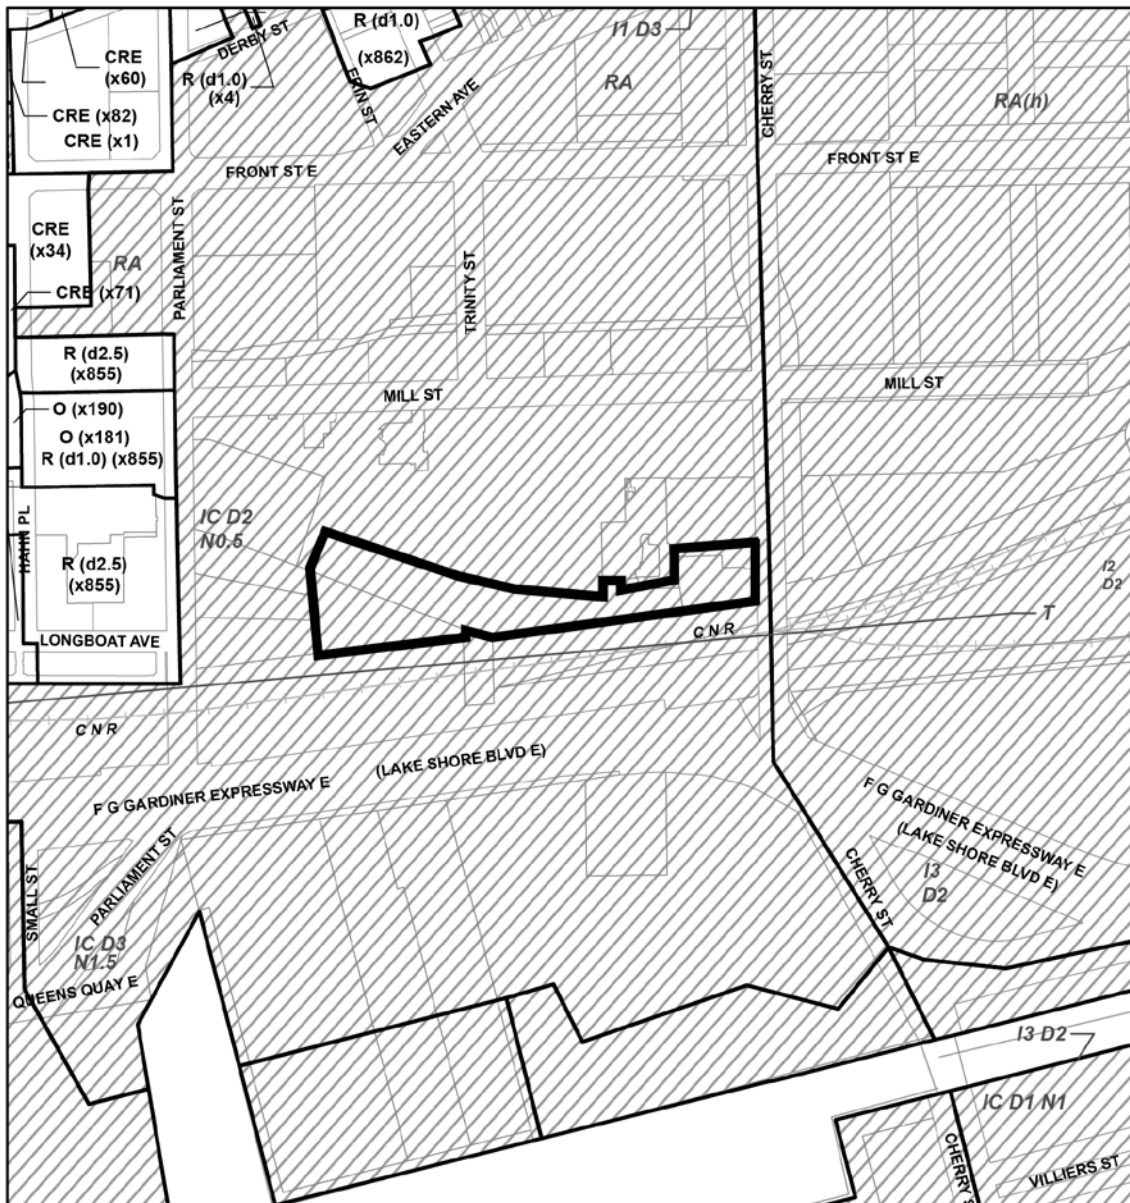 R (d1.0)
(x862)
I1 D3
DERBY ST
CRE
(x60)
R (d1.0)
(x4)
CRE (x82)
CRE (x1)
ERIN ST
EASTERN AVE
RA
CHERRY ST
RA(h)
FRONT ST E
FRONT ST E
CRE
(x34)
PARLIAMENT ST
RA
TRINITY ST
CRE (x71)
R (d2.5)
(x855)
MILL ST
MILL ST
O (x190)
O (x181)
R (d1.0) (x855)
IC D2
N0.5
HAHN PL
R (d2.5)
(x855)
I2
D2
LONGBOAT AVE
C N R
T
C N R
(LAKE SHORE BLVD E)
F G GARDINER EXPRESSWAY E
F G GARDINER EXPRESSWAY E
(LAKE SHORE BLVD E)
PARLIAMENT ST
SMALL ST
CHERRY ST
I3
D2
IC D3
N1.5
QUEENS QUAY E
I3 D2
IC D1 N1
CHERRY S
VILLIERS ST